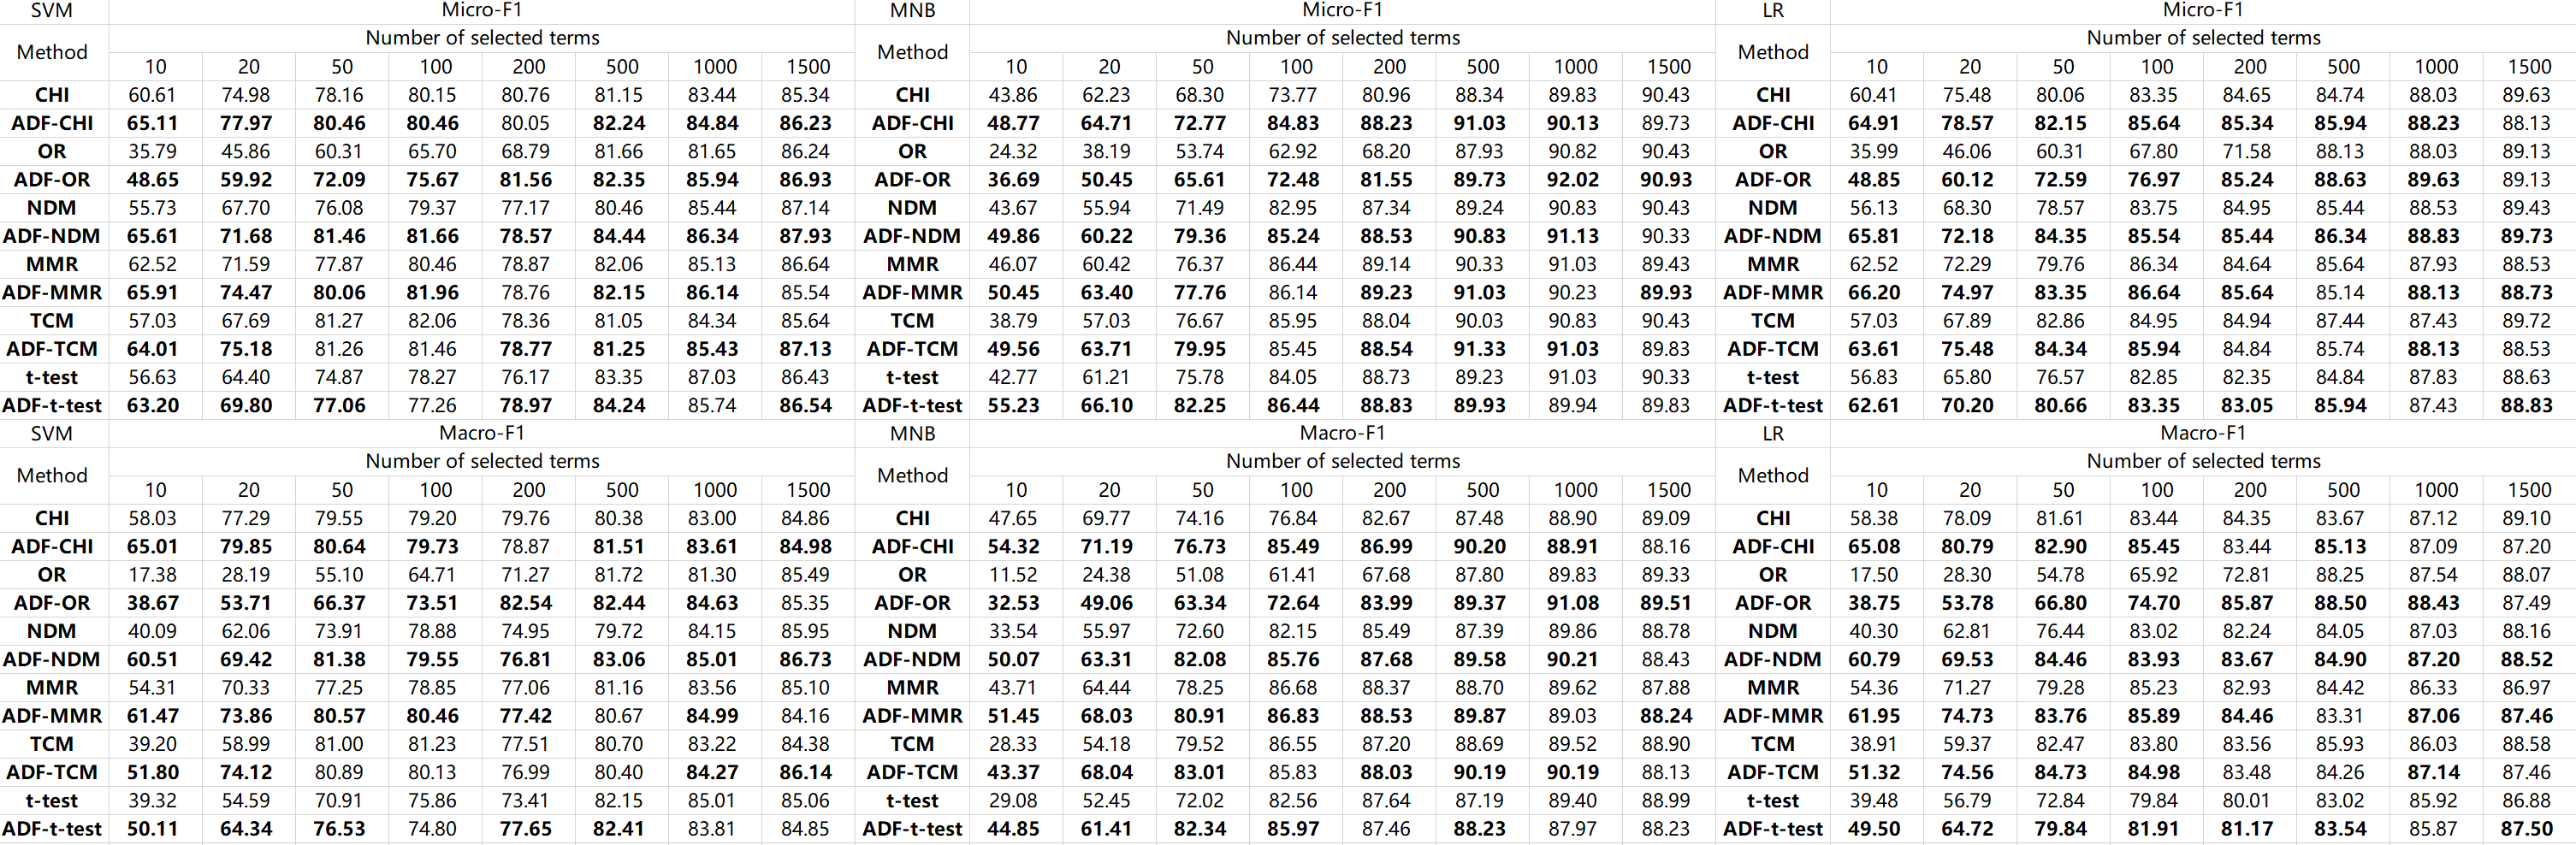 SVM Micro-F1 MNB Micro-F1 LR Micro-F1
Method Number of selected terms Method Number of selected terms Method Number of selected terms
10 20 50 100 200 500 1000 1500 10 20 50 100 200 500 1000 1500 10 20 50 100 200 500 1000 1500
CHI 60.61 74.98 78.16 80.15 80.76 81.15 83.44 85.34 CHI 43.86 62.23 68.30 73.77 80.96 88.34 89.83 90.43 CHI 60.41 75.48 80.06 83.35 84.65 84.74 88.03 89.63
ADF-CHI 65.11 77.97 80.46 80.46 80.05 82.24 84.84 86.23 ADF-CHI 48.77 64.71 72.77 84.83 88.23 91.03 90.13 89.73 ADF-CHI 64.91 78.57 82.15 85.64 85.34 85.94 88.23 88.13
OR 35.79 45.86 60.31 65.70 68.79 81.66 81.65 86.24 OR 24.32 38.19 53.74 62.92 68.20 87.93 90.82 90.43 OR 35.99 46.06 60.31 67.80 71.58 88.13 88.03 89.13
ADF-OR 48.65 59.92 72.09 75.67 81.56 82.35 85.94 86.93 ADF-OR 36.69 50.45 65.61 72.48 81.55 89.73 92.02 90.93 ADF-OR 48.85 60.12 72.59 76.97 85.24 88.63 89.63 89.13
NDM 55.73 67.70 76.08 79.37 77.17 80.46 85.44 87.14 NDM 43.67 55.94 71.49 82.95 87.34 89.24 90.83 90.43 NDM 56.13 68.30 78.57 83.75 84.95 85.44 88.53 89.43
ADF-NDM 65.61 71.68 81.46 81.66 78.57 84.44 86.34 87.93 ADF-NDM 49.86 60.22 79.36 85.24 88.53 90.83 91.13 90.33 ADF-NDM 65.81 72.18 84.35 85.54 85.44 86.34 88.83 89.73
MMR 62.52 71.59 77.87 80.46 78.87 82.06 85.13 86.64 MMR 46.07 60.42 76.37 86.44 89.14 90.33 91.03 89.43 MMR 62.52 72.29 79.76 86.34 84.64 85.64 87.93 88.53
ADF-MMR 65.91 74.47 80.06 81.96 78.76 82.15 86.14 85.54 ADF-MMR 50.45 63.40 77.76 86.14 89.23 91.03 90.23 89.93 ADF-MMR 66.20 74.97 83.35 86.64 85.64 85.14 88.13 88.73
TCM 57.03 67.69 81.27 82.06 78.36 81.05 84.34 85.64 TCM 38.79 57.03 76.67 85.95 88.04 90.03 90.83 90.43 TCM 57.03 67.89 82.86 84.95 84.94 87.44 87.43 89.72
ADF-TCM 64.01 75.18 81.26 81.46 78.77 81.25 85.43 87.13 ADF-TCM 49.56 63.71 79.95 85.45 88.54 91.33 91.03 89.83 ADF-TCM 63.61 75.48 84.34 85.94 84.84 85.74 88.13 88.53
t-test 56.63 64.40 74.87 78.27 76.17 83.35 87.03 86.43 t-test 42.77 61.21 75.78 84.05 88.73 89.23 91.03 90.33 t-test 56.83 65.80 76.57 82.85 82.35 84.84 87.83 88.63
ADF-t-test 63.20 69.80 77.06 77.26 78.97 84.24 85.74 86.54 ADF-t-test 55.23 66.10 82.25 86.44 88.83 89.93 89.94 89.83 ADF-t-test 62.61 70.20 80.66 83.35 83.05 85.94 87.43 88.83
SVM Macro-F1 MNB Macro-F1 LR Macro-F1
Method Number of selected terms Method Number of selected terms Method Number of selected terms
10 20 50 100 200 500 1000 1500 10 20 50 100 200 500 1000 1500 10 20 50 100 200 500 1000 1500
CHI 58.03 77.29 79.55 79.20 79.76 80.38 83.00 84.86 CHI 47.65 69.77 74.16 76.84 82.67 87.48 88.90 89.09 CHI 58.38 78.09 81.61 83.44 84.35 83.67 87.12 89.10
ADF-CHI 65.01 79.85 80.64 79.73 78.87 81.51 83.61 84.98 ADF-CHI 54.32 71.19 76.73 85.49 86.99 90.20 88.91 88.16 ADF-CHI 65.08 80.79 82.90 85.45 83.44 85.13 87.09 87.20
OR 17.38 28.19 55.10 64.71 71.27 81.72 81.30 85.49 OR 11.52 24.38 51.08 61.41 67.68 87.80 89.83 89.33 OR 17.50 28.30 54.78 65.92 72.81 88.25 87.54 88.07
ADF-OR 38.67 53.71 66.37 73.51 82.54 82.44 84.63 85.35 ADF-OR 32.53 49.06 63.34 72.64 83.99 89.37 91.08 89.51 ADF-OR 38.75 53.78 66.80 74.70 85.87 88.50 88.43 87.49
NDM 40.09 62.06 73.91 78.88 74.95 79.72 84.15 85.95 NDM 33.54 55.97 72.60 82.15 85.49 87.39 89.86 88.78 NDM 40.30 62.81 76.44 83.02 82.24 84.05 87.03 88.16
ADF-NDM 60.51 69.42 81.38 79.55 76.81 83.06 85.01 86.73 ADF-NDM 50.07 63.31 82.08 85.76 87.68 89.58 90.21 88.43 ADF-NDM 60.79 69.53 84.46 83.93 83.67 84.90 87.20 88.52
MMR 54.31 70.33 77.25 78.85 77.06 81.16 83.56 85.10 MMR 43.71 64.44 78.25 86.68 88.37 88.70 89.62 87.88 MMR 54.36 71.27 79.28 85.23 82.93 84.42 86.33 86.97
ADF-MMR 61.47 73.86 80.57 80.46 77.42 80.67 84.99 84.16 ADF-MMR 51.45 68.03 80.91 86.83 88.53 89.87 89.03 88.24 ADF-MMR 61.95 74.73 83.76 85.89 84.46 83.31 87.06 87.46
TCM 39.20 58.99 81.00 81.23 77.51 80.70 83.22 84.38 TCM 28.33 54.18 79.52 86.55 87.20 88.69 89.52 88.90 TCM 38.91 59.37 82.47 83.80 83.56 85.93 86.03 88.58
ADF-TCM 51.80 74.12 80.89 80.13 76.99 80.40 84.27 86.14 ADF-TCM 43.37 68.04 83.01 85.83 88.03 90.19 90.19 88.13 ADF-TCM 51.32 74.56 84.73 84.98 83.48 84.26 87.14 87.46
t-test 39.32 54.59 70.91 75.86 73.41 82.15 85.01 85.06 t-test 29.08 52.45 72.02 82.56 87.64 87.19 89.40 88.99 t-test 39.48 56.79 72.84 79.84 80.01 83.02 85.92 86.88
ADF-t-test 50.11 64.34 76.53 74.80 77.65 82.41 83.81 84.85 ADF-t-test 44.85 61.41 82.34 85.97 87.46 88.23 87.97 88.23 ADF-t-test 49.50 64.72 79.84 81.91 81.17 83.54 85.87 87.50